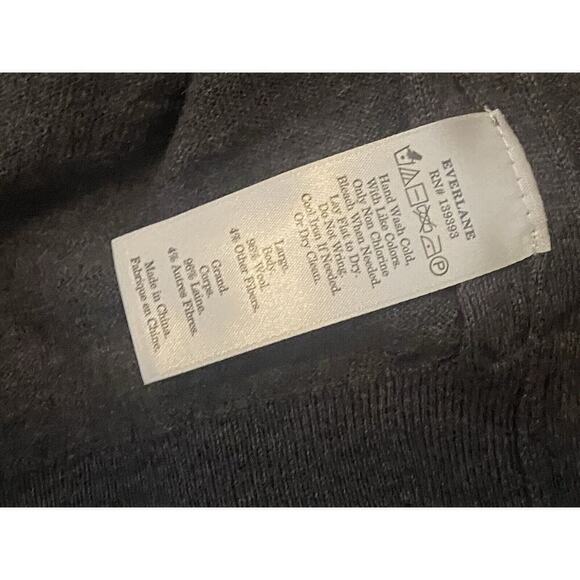 EVERLANE
RN# 139393
Hand Wash Cold,
With Like Colors.
Only Non Chlorine
Bleach When Needed.
Lay Flat to Dry.
Do Not Wring.
Cool Iron If Needed.
Or Dry Clean.
Large.
Body.
96% Wool.
4% Other Fibers.
Grand.
Corps.
96% Laine.
4% Autres Fibres.
Made in China.
Fabrique en Chine.